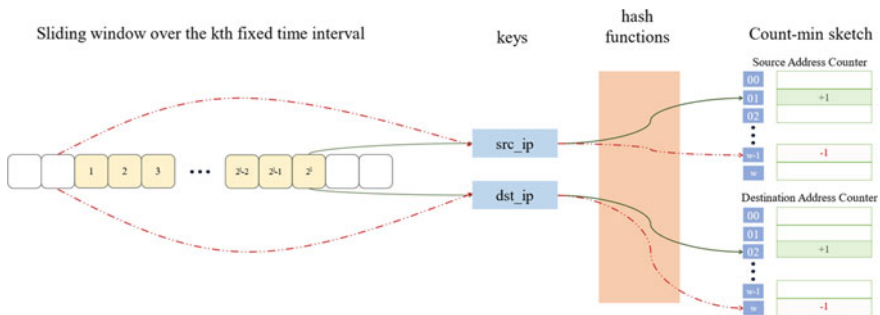 Sliding window over the kth fixed time interval
keys
hash
functions
Count-min sketch
Source Address Counter
00
01 +1
02
w-1 -1
w
1 2 3 ••• 2^j-2 2^j-1 2^j
src_ip
dst_ip
Destination Address Counter
00
01
02 +1
w-1
w -1